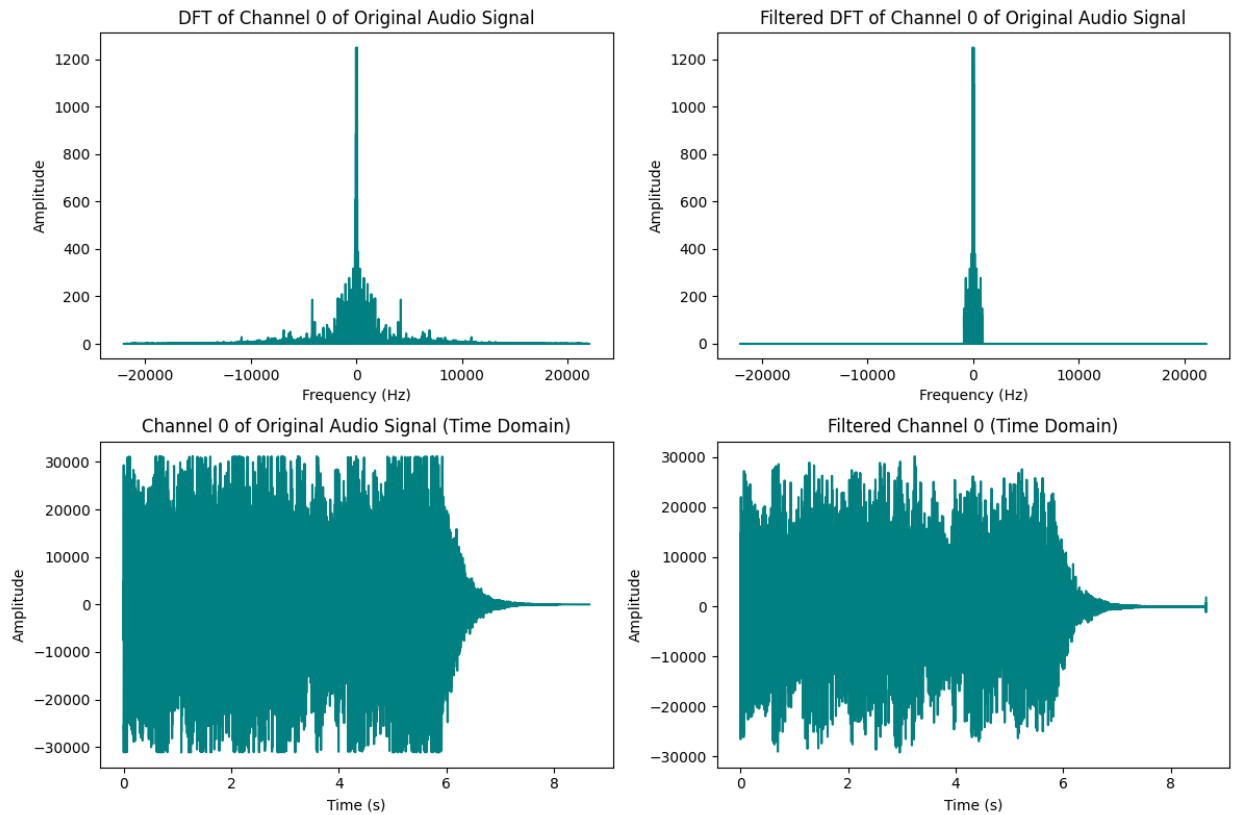 DFT of Channel 0 of Original Audio Signal
1200
1000
800
600
400
200
0
Amplitude
−20000 −10000 0 10000 20000
Frequency (Hz)
Filtered DFT of Channel 0 of Original Audio Signal
1200
1000
800
600
400
200
0
Amplitude
−20000 −10000 0 10000 20000
Frequency (Hz)
Channel 0 of Original Audio Signal (Time Domain)
30000
20000
10000
0
−10000
−20000
−30000
Amplitude
0 2 4 6 8
Time (s)
Filtered Channel 0 (Time Domain)
30000
20000
10000
0
−10000
−20000
−30000
Amplitude
0 2 4 6 8
Time (s)